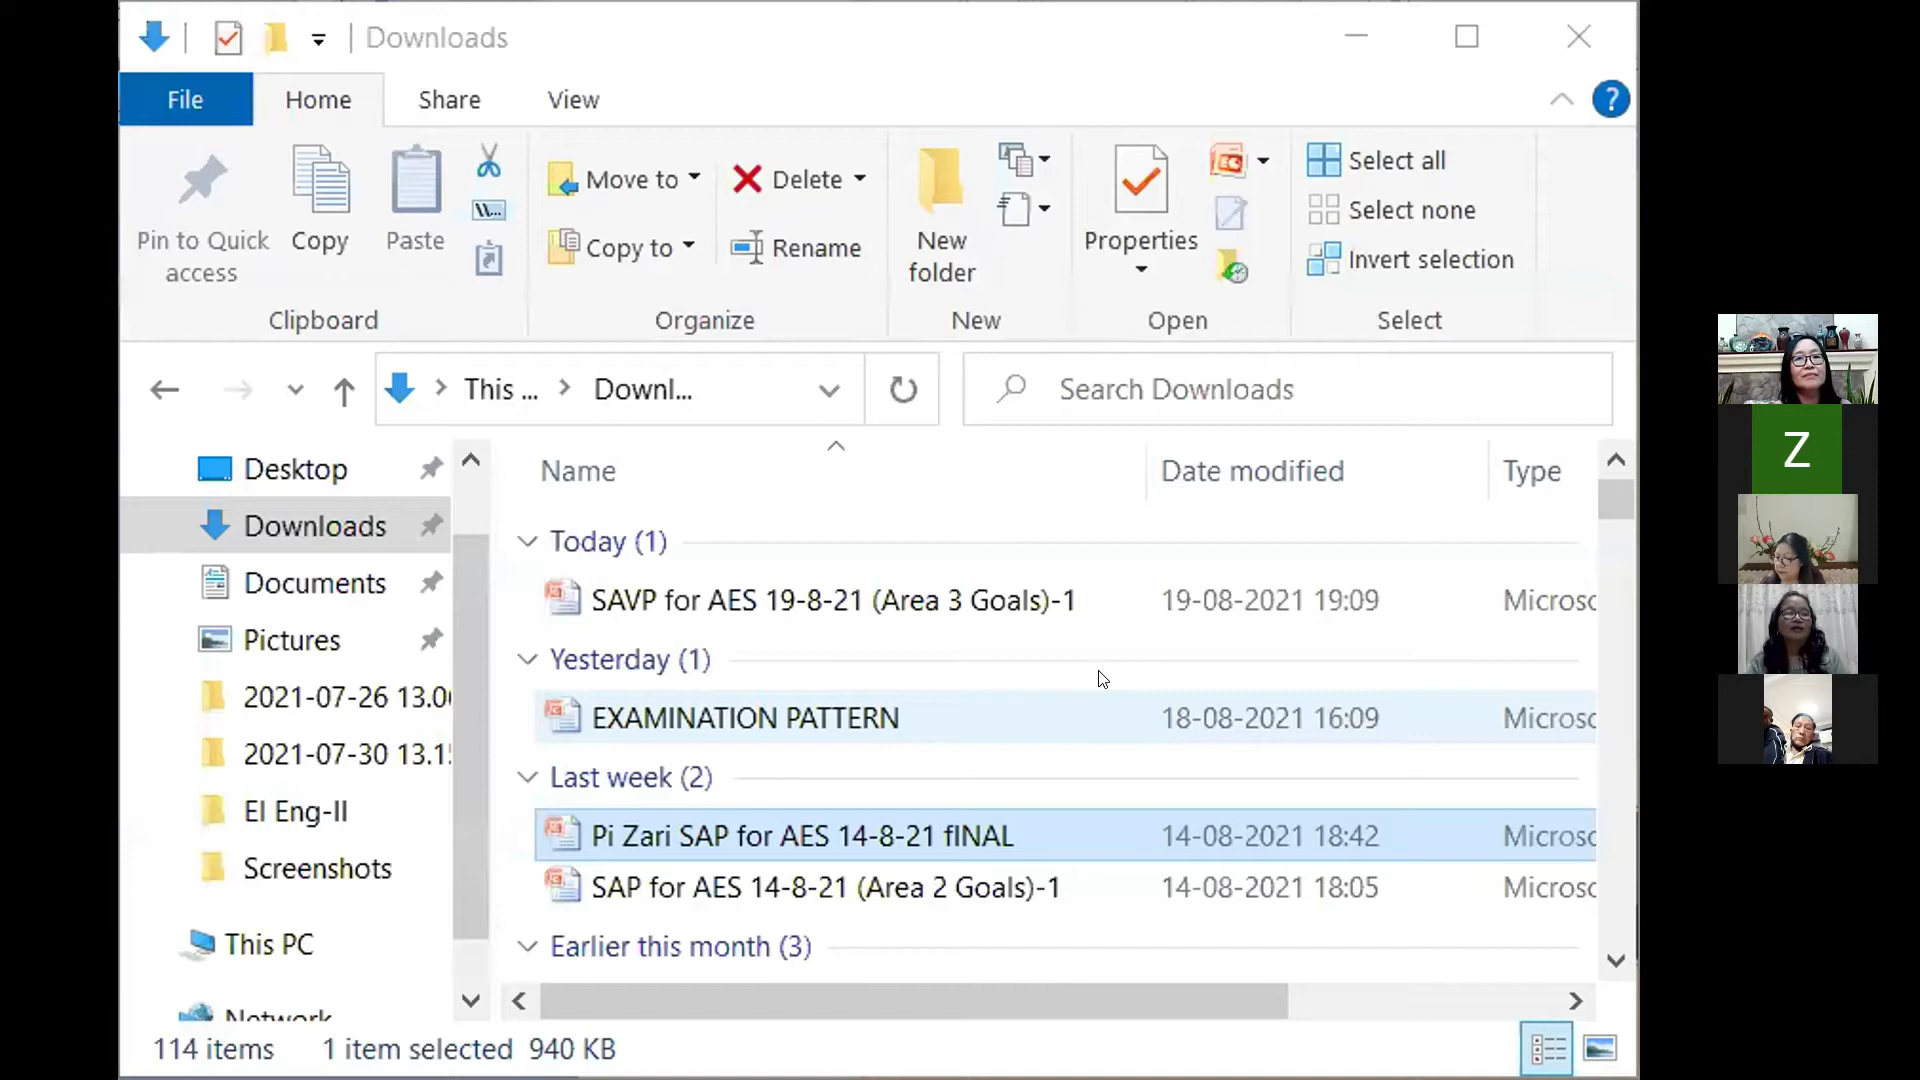 Downloads
File Home Share View
?
Pin to Quick access
Copy
Paste
Move to
Copy to
Delete
Rename
New folder
Properties
Select all
Select none
Invert selection
Clipboard Organize New Open Select
This ... Downl... Search Downloads
Desktop
Downloads
Documents
Pictures
2021-07-26 13.0
2021-07-30 13.1
El Eng-II
Screenshots
This PC
Network
Name Date modified Type
Today (1)
SAVP for AES 19-8-21 (Area 3 Goals)-1 19-08-2021 19:09 Microso
Yesterday (1)
EXAMINATION PATTERN 18-08-2021 16:09 Microso
Last week (2)
Pi Zari SAP for AES 14-8-21 fINAL 14-08-2021 18:42 Microso
SAP for AES 14-8-21 (Area 2 Goals)-1 14-08-2021 18:05 Microso
Earlier this month (3)
114 items 1 item selected 940 KB
Z